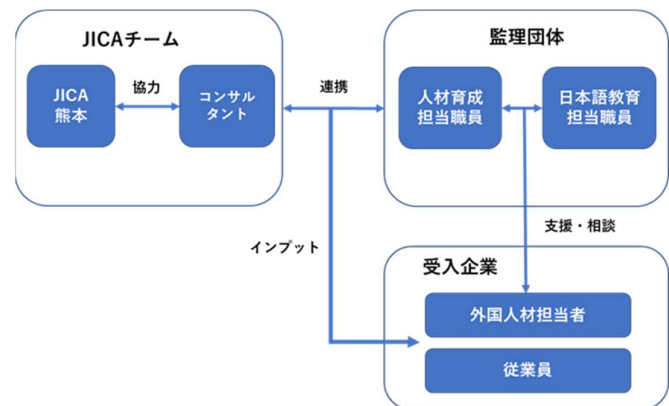 JICAチーム
JICA
熊本
協力
コンサル
タント
連携
監理団体
人材育成
担当職員
日本語教育
担当職員
インプット
支援・相談
受入企業
外国人材担当者
従業員